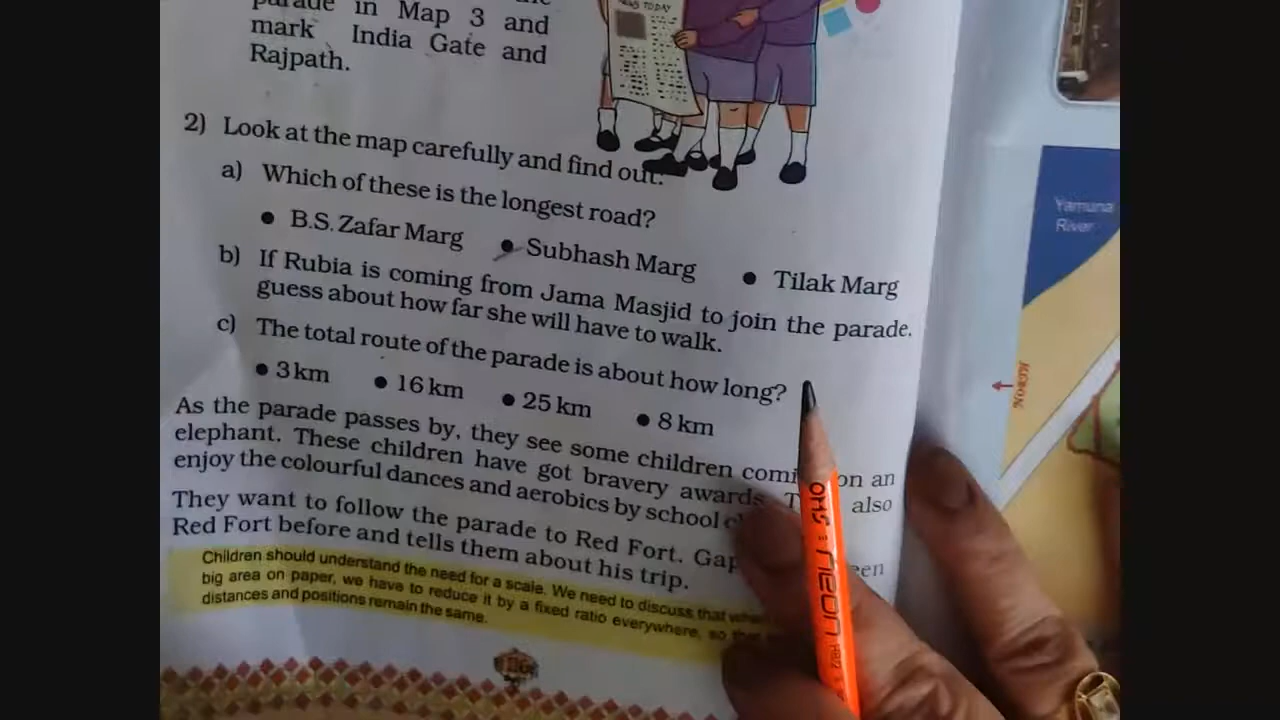 parade in Map 3 and
mark India Gate and
Rajpath.
NEWS TODAY
2) Look at the map carefully and find out.
a) Which of these is the longest road?
• B.S. Zafar Marg • Subhash Marg • Tilak Marg
b) If Rubia is coming from Jama Masjid to join the parade.
guess about how far she will have to walk.
c) The total route of the parade is about how long?
• 3 km • 16 km • 25 km • 8 km
As the parade passes by, they see some children on an
elephant. These children have got bravery awards. also
enjoy the colourful dances and aerobics by school
They want to follow the parade to Red Fort.
Red Fort before and tells them about his trip.
Children should understand the need for a scale. We need to discuss that
big area on paper, we have to reduce it by a fixed ratio everywhere, so
distances and positions remain the same.
Yamuna
River
OHS neon HB/2